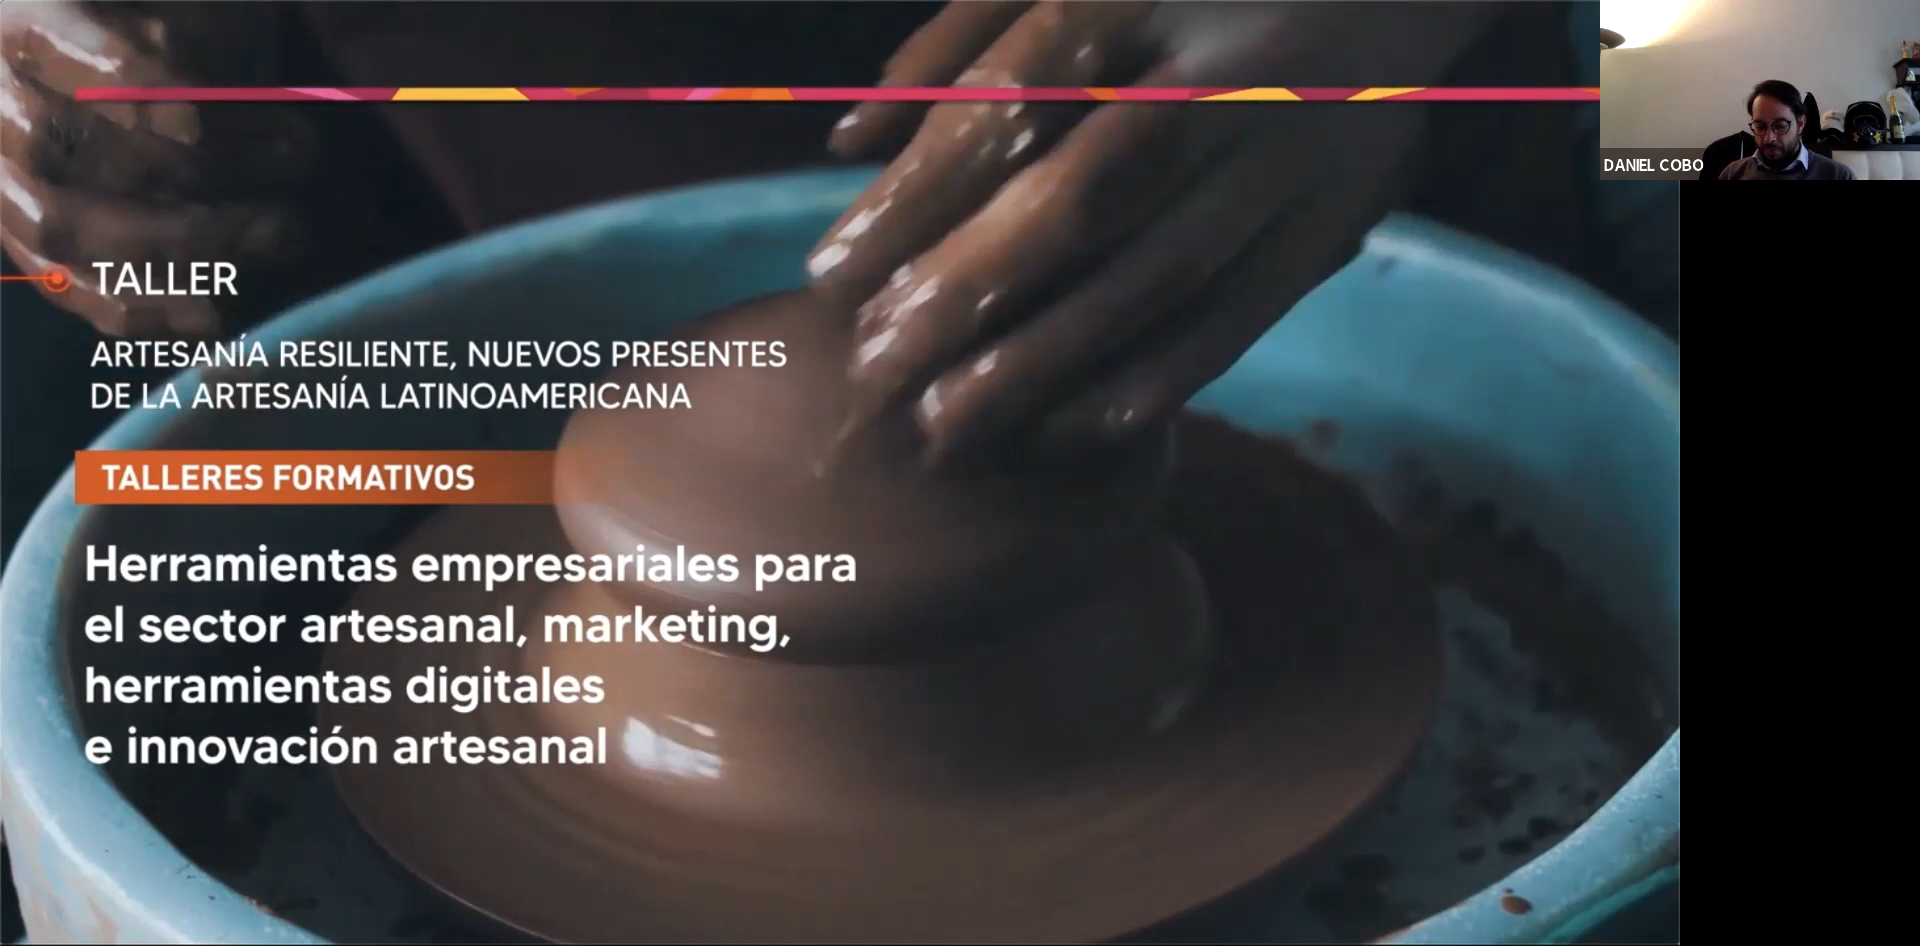 TALLER
ARTESANÍA RESILIENTE, NUEVOS PRESENTES
DE LA ARTESANÍA LATINOAMERICANA
TALLERES FORMATIVOS
Herramientas empresariales para
el sector artesanal, marketing,
herramientas digitales
e innovación artesanal
DANIEL COBO